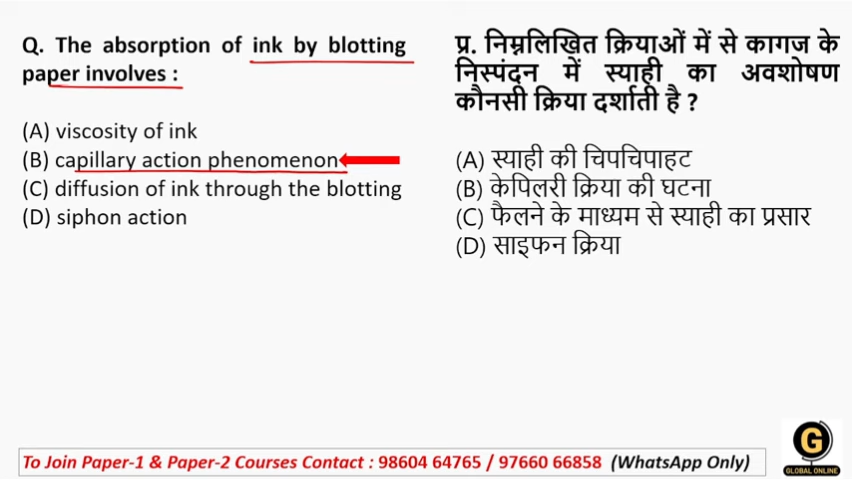 Q. The absorption of ink by blotting
paper involves :
(A) viscosity of ink
(B) capillary action phenomenon
(C) diffusion of ink through the blotting
(D) siphon action
प्र. निम्नलिखित क्रियाओं में से कागज के
निस्पंदन में स्याही का अवशोषण
कौनसी क्रिया दर्शाती है ?
(A) स्याही की चिपचिपाहट
(B) केपिलरी क्रिया की घटना
(C) फैलने के माध्यम से स्याही का प्रसार
(D) साइफन क्रिया
To Join Paper-1 & Paper-2 Courses Contact : 98604 64765 / 97660 66858 (WhatsApp Only)
G
GLOBAL ONLINE